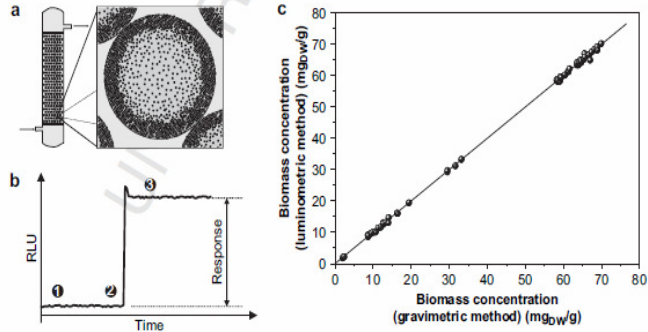 a
b
RLU
1
2
3
Response
Time
c
Biomass concentration
(luminometric method) (mgDW/g)
80
70
60
50
40
30
20
10
0
0 10 20 30 40 50 60 70 80
Biomass concentration
(gravimetric method) (mgDW/g)